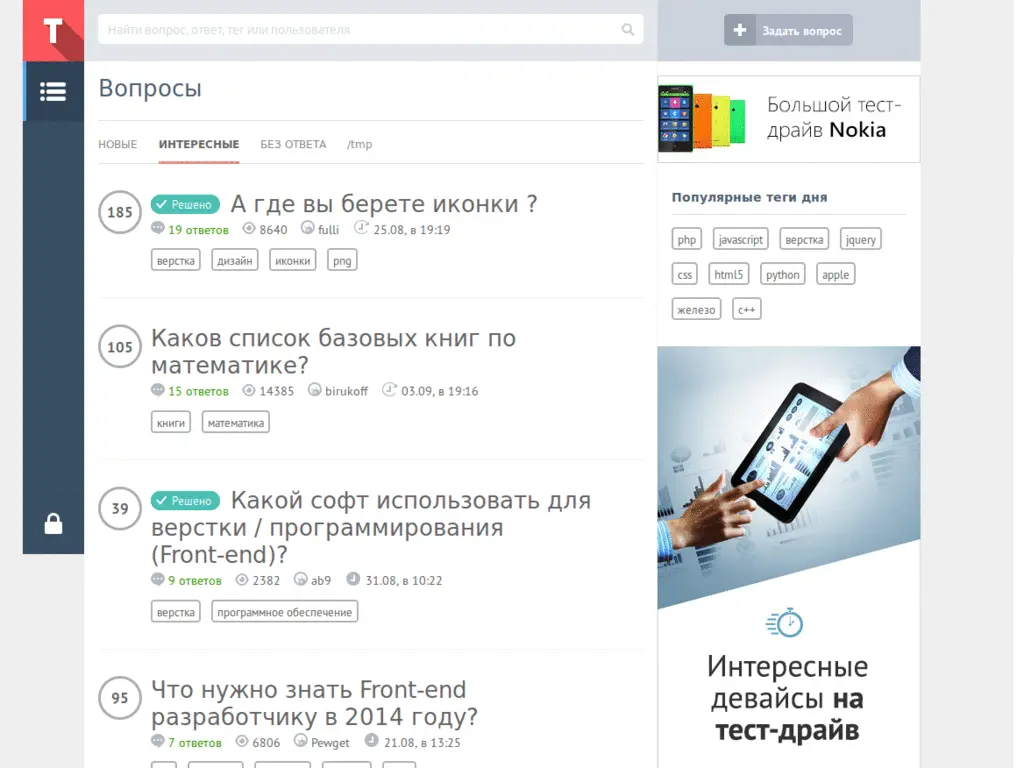 T
Найти вопрос, ответ, тег или пользователя
Задать вопрос
Вопросы
НОВЫЕ ИНТЕРЕСНЫЕ БЕЗ ОТВЕТА /tmp
185
Решено А где вы берете иконки ?
19 ответов 8640 fulli 25.08, в 19:19
верстка дизайн иконки png
105
Каков список базовых книг по
математике?
15 ответов 14385 birukoff 03.09, в 19:16
книги математика
39
Решено Какой софт использовать для
верстки / программирования
(Front-end)?
9 ответов 2382 ab9 31.08, в 10:22
верстка программное обеспечение
95
Что нужно знать Front-end
разработчику в 2014 году?
7 ответов 6806 Pewget 21.08, в 13:25
Большой тест-
драйв Nokia
Популярные теги дня
php javascript верстка jquery
css html5 python apple
железо c++
Интересные
девайсы на
тест-драйв